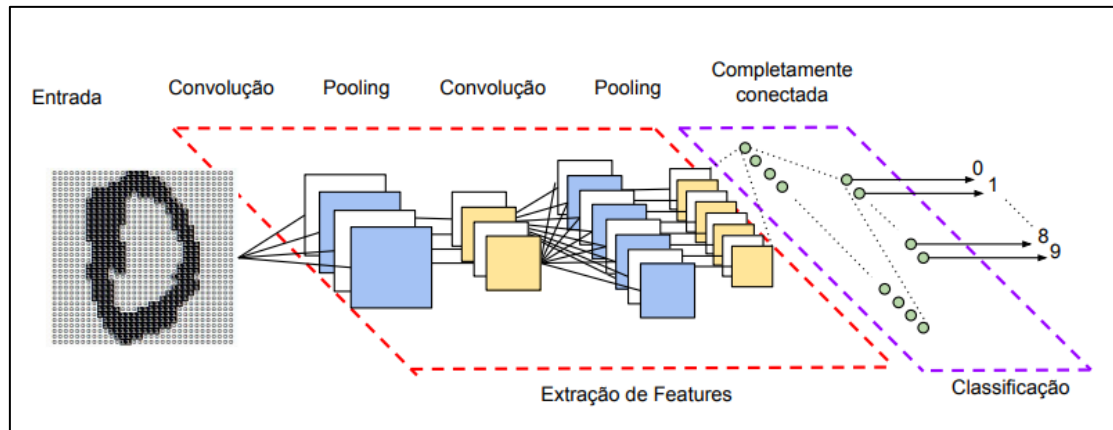 Entrada
Convolução
Pooling
Convolução
Pooling
Completamente
conectada
0
1
8
9
Extração de Features
Classificação